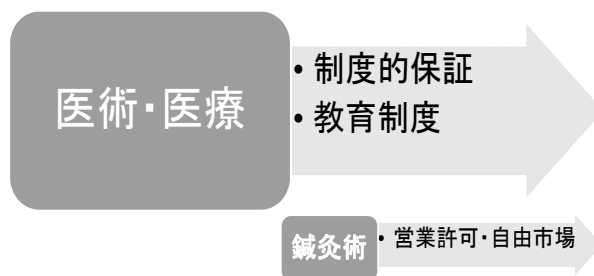 医術・医療
• 制度的保証
• 教育制度
鍼灸術
• 営業許可・自由市場